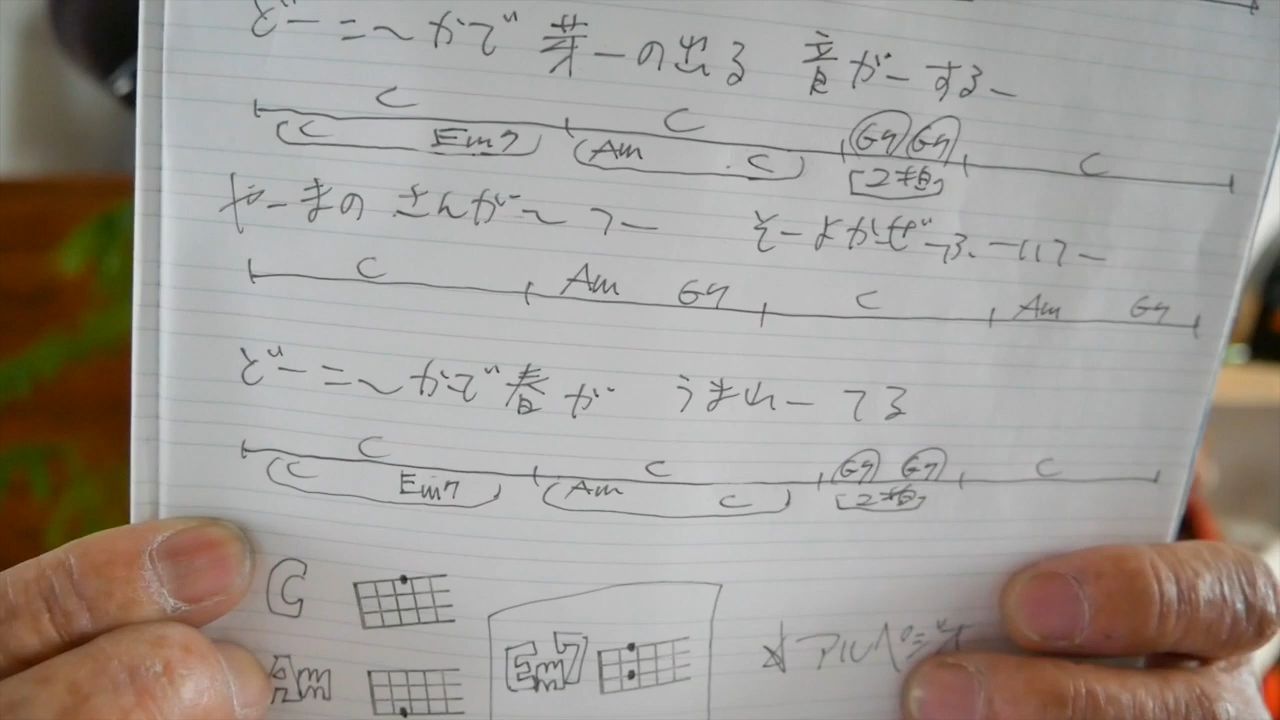 どーこ〜かで 芽ーの出る 音がーするー
C C G7 G7 C
C Em7 Am C [2拍]
やーまの さんが〜つー そーよかぜーふーいてー
C Am G7 C Am G7
どーこ〜かで 春が うまれーてる
C C G7 G7 C
C Em7 Am C [2拍]
C
Am Em7 アルペジオ